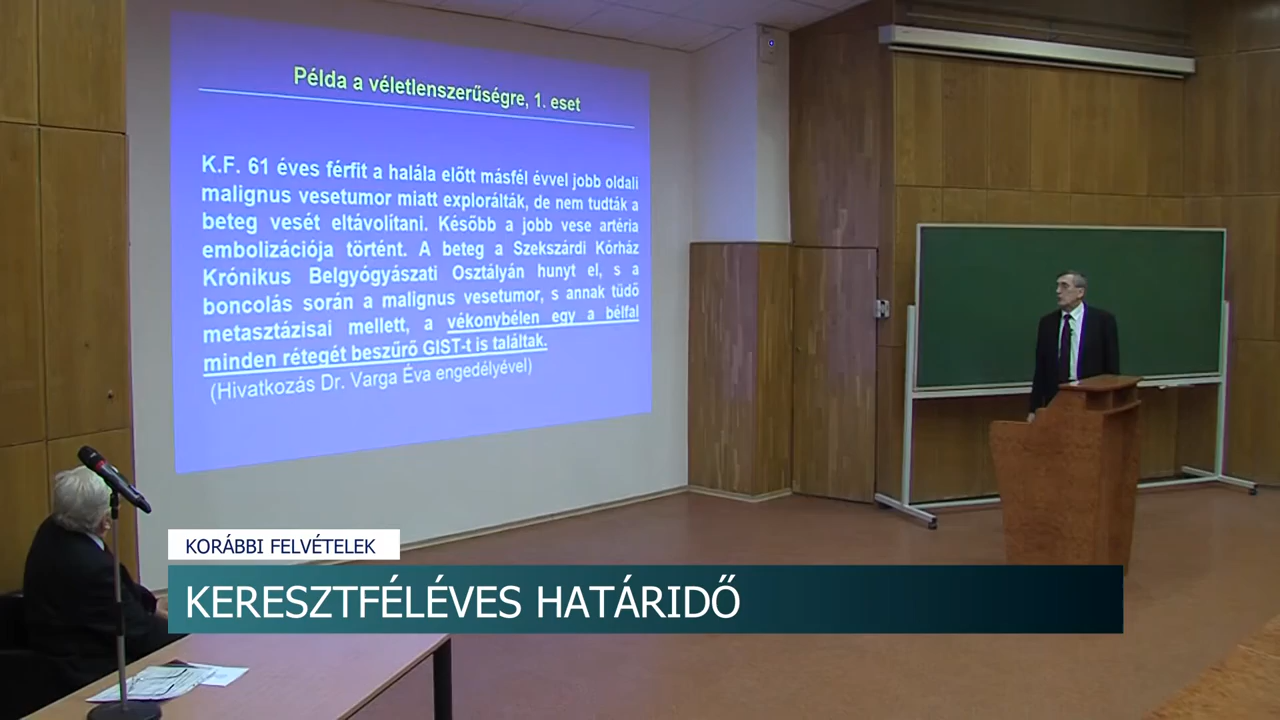 Példa a véletlenszerűségre, 1. eset
K.F. 61 éves férfit a halála előtt másfél évvel jobb oldali
malignus vesetumor miatt explorálták, de nem tudták a
beteg vesét eltávolítani. Később a jobb vese artéria
embolizációja történt. A beteg a Szekszárdi Kórház
Krónikus Belgyógyászati Osztályán hunyt el, s a
boncolás során a malignus vesetumor, s annak tüdő
metasztázisai mellett, a vékonybélen egy a bélfal
minden rétegét beszűrő GIST-t is találtak.
(Hivatkozás Dr. Varga Éva engedélyével)
KORÁBBI FELVÉTELEK
KERESZTFÉLÉVES HATÁRIDŐ